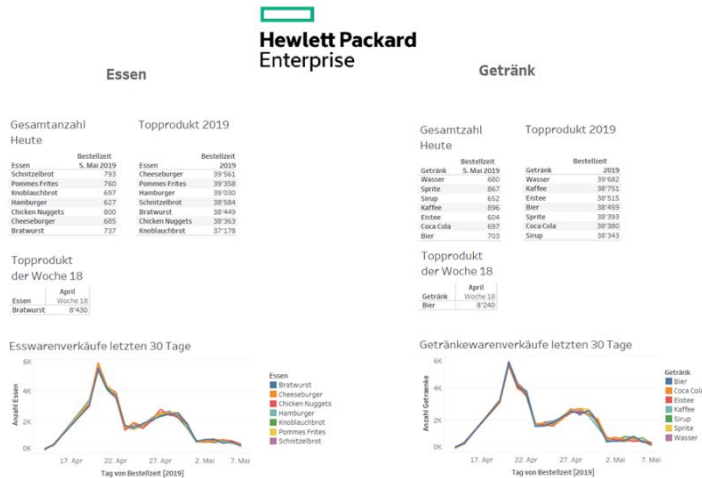 Hewlett Packard
Enterprise
Essen
Gesamtanzahl
Heute
Bestellzeit
Essen 5. Mai 2019
Schnitzelbrot 793
Pommes Frites 760
Knoblauchbrot 697
Hamburger 627
Chicken Nuggets 800
Cheeseburger 685
Bratwurst 737
Topprodukt 2019
Bestellzeit
Essen 2019
Cheeseburger 39'561
Pommes Frites 39'358
Hamburger 39'030
Schnitzelbrot 38'584
Bratwurst 38'449
Chicken Nuggets 38'363
Knoblauchbrot 37'178
Topprodukt
der Woche 18
April
Essen Woche 18
Bratwurst 8'430
Esswarenverkäufe letzten 30 Tage
Anzahl Essen
6K
4K
2K
0K
17. Apr 22. Apr 27. Apr 2. Mai 7. Mai
Tag von Bestellzeit [2019]
Essen
Bratwurst
Cheeseburger
Chicken Nuggets
Hamburger
Knoblauchbrot
Pommes Frites
Schnitzelbrot
Getränk
Gesamtzahl
Heute
Bestellzeit
Getränk 5. Mai 2019
Wasser 680
Sprite 867
Sirup 652
Kaffee 896
Eistee 604
Coca Cola 697
Bier 703
Topprodukt 2019
Bestellzeit
Getränk 2019
Wasser 39'682
Kaffee 38'751
Eistee 38'515
Bier 38'459
Sprite 38'393
Coca Cola 38'380
Sirup 38'343
Topprodukt
der Woche 18
April
Getränk Woche 18
Bier 8'240
Getränkewarenverkäufe letzten 30 Tage
Anzahl Getraenke
6K
4K
2K
0K
17. Apr 22. Apr 27. Apr 2. Mai 7. Mai
Tag von Bestellzeit [2019]
Getränk
Bier
Coca Cola
Eistee
Kaffee
Sirup
Sprite
Wasser